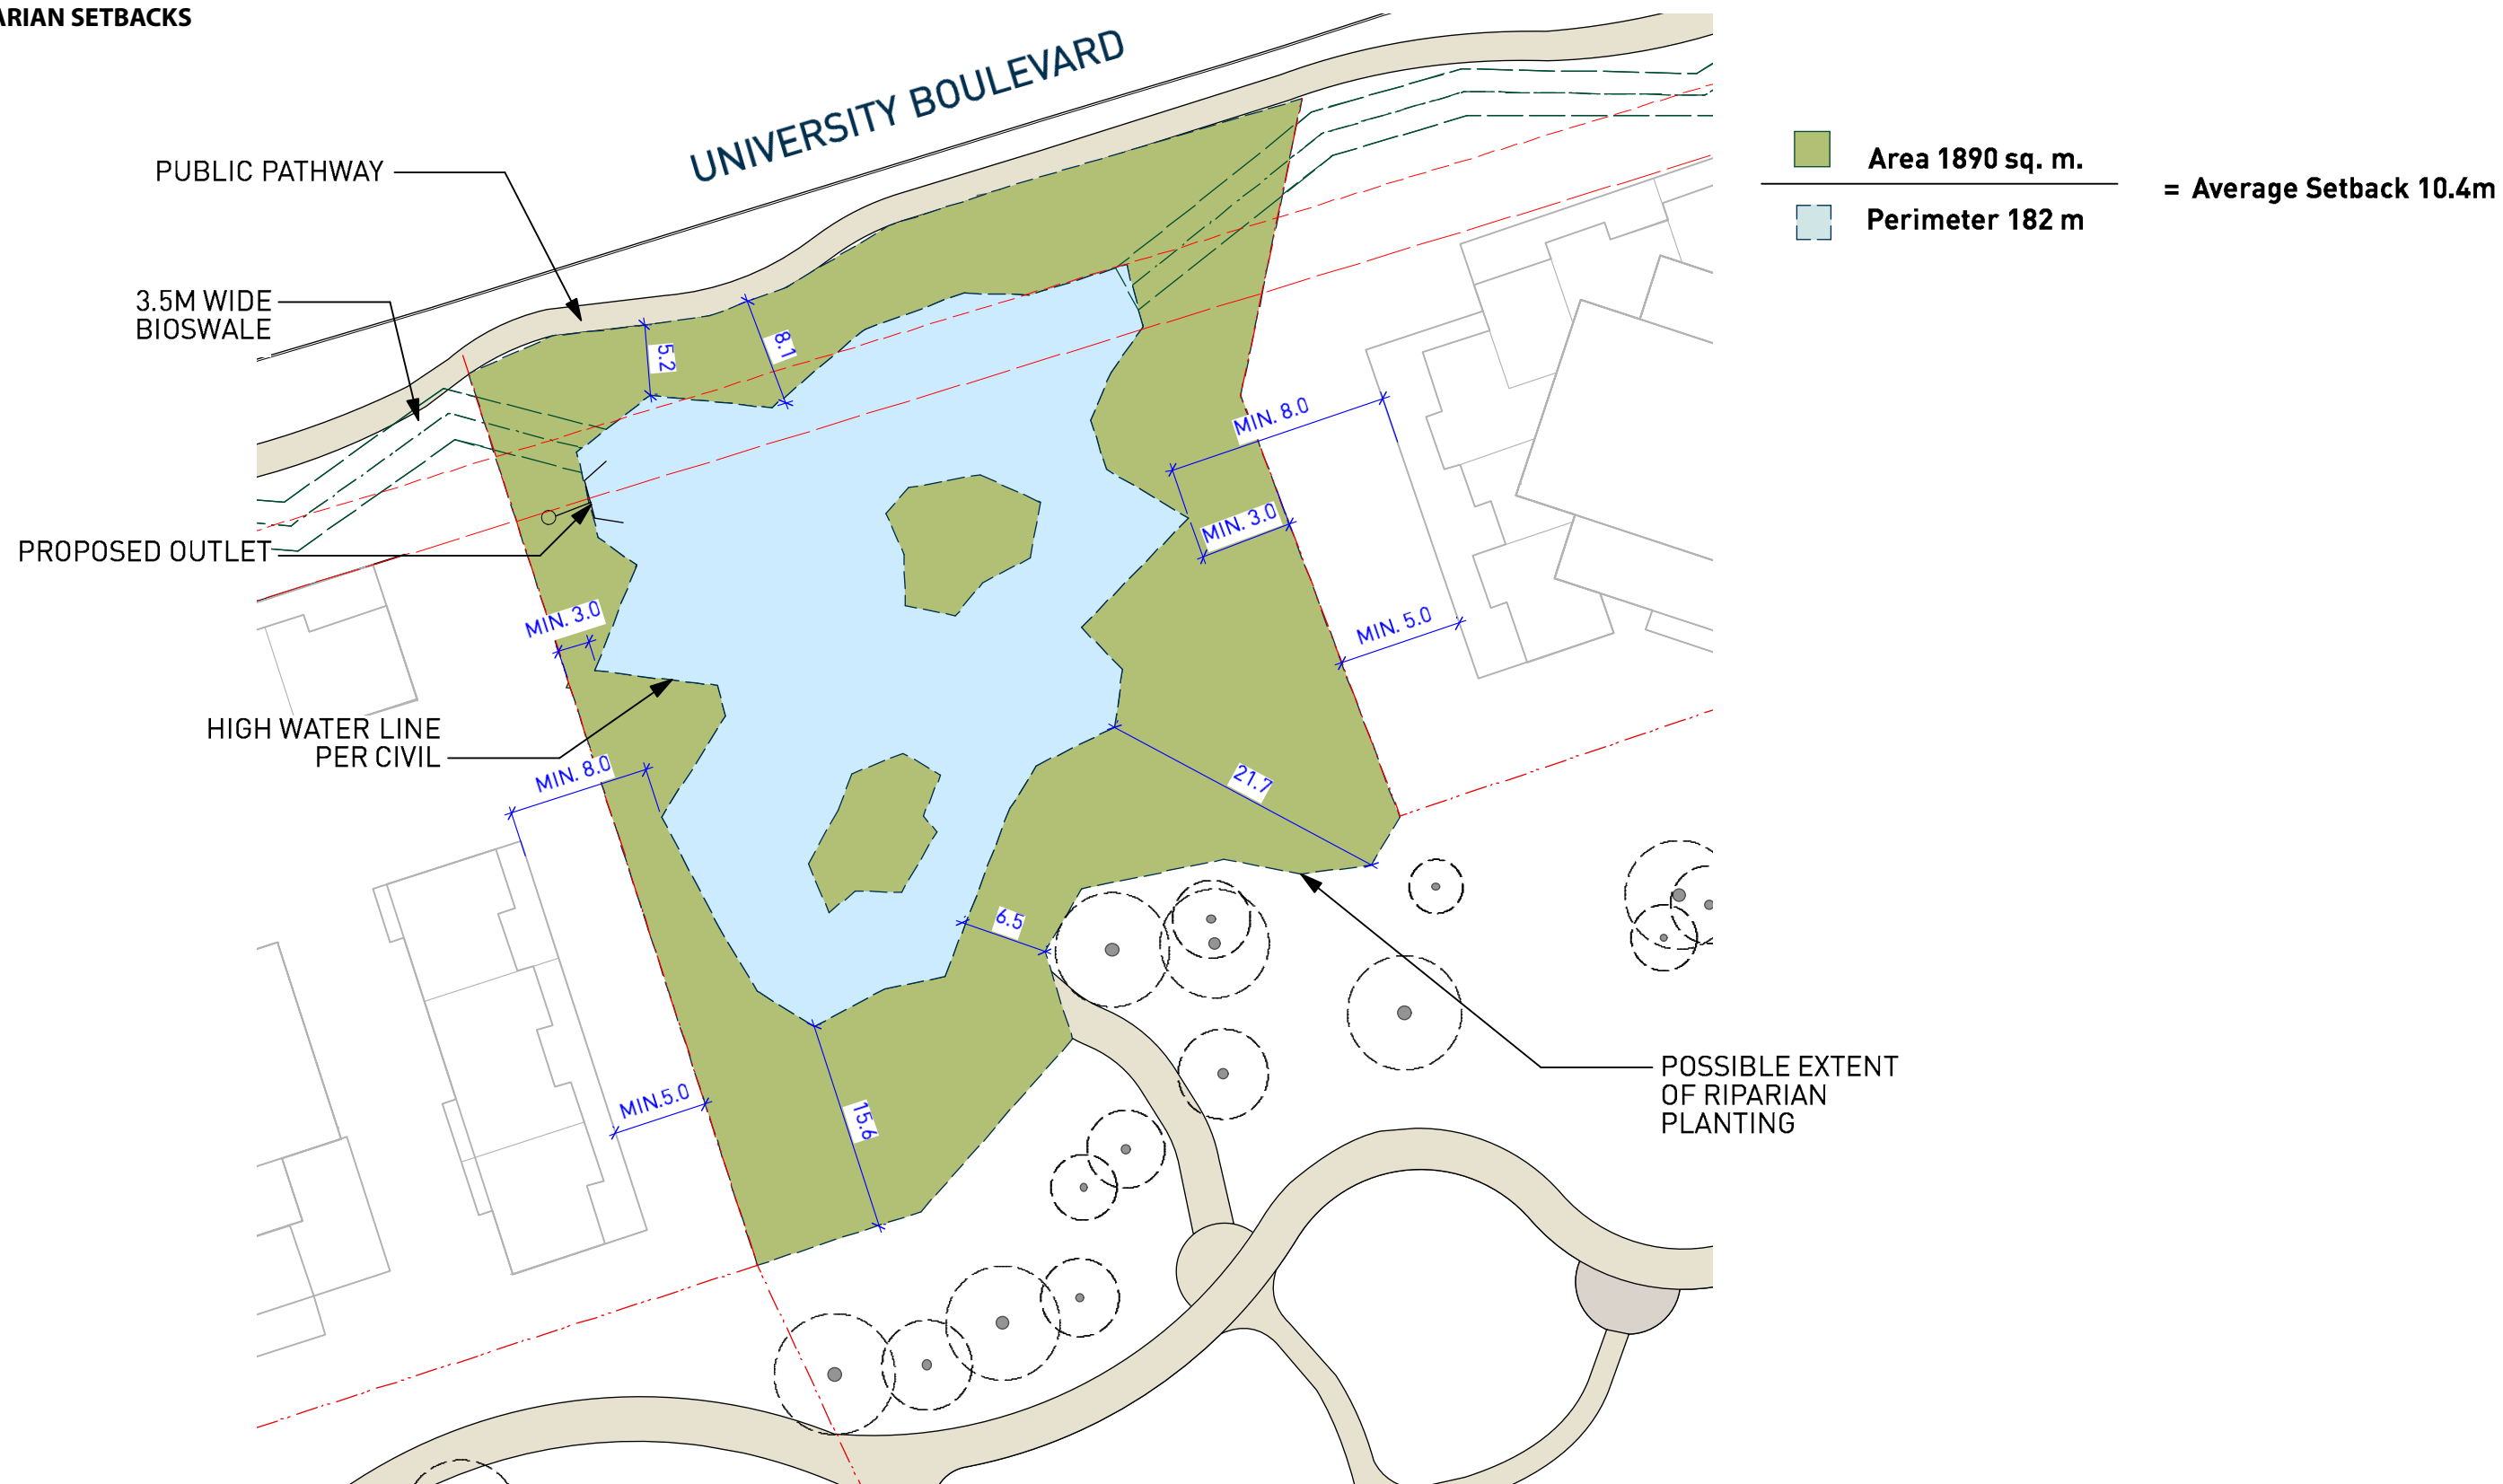 ARIAN SETBACKS
UNIVERSITY BOULEVARD
PUBLIC PATHWAY
3.5M WIDE
BIOSWALE
PROPOSED OUTLET
HIGH WATER LINE
PER CIVIL
5.2
8.1
MIN. 8.0
MIN. 3.0
MIN. 5.0
MIN. 3.0
MIN. 8.0
21.7
6.5
MIN.5.0
15.6
POSSIBLE EXTENT
OF RIPARIAN
PLANTING
Area 1890 sq. m.
Perimeter 182 m
= Average Setback 10.4m